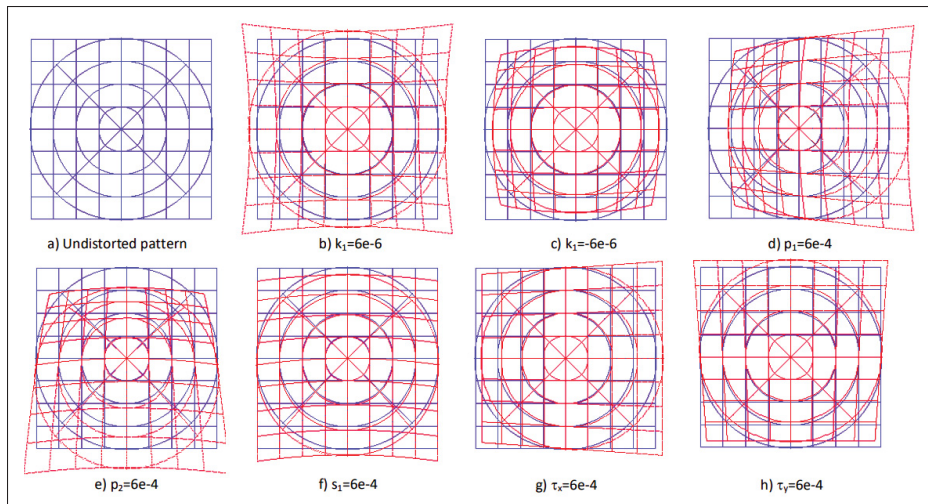 a) Undistorted pattern
b) k₁=6e-6
c) k₁=-6e-6
d) p₁=6e-4
e) p₂=6e-4
f) s₁=6e-4
g) τₓ=6e-4
h) τᵧ=6e-4